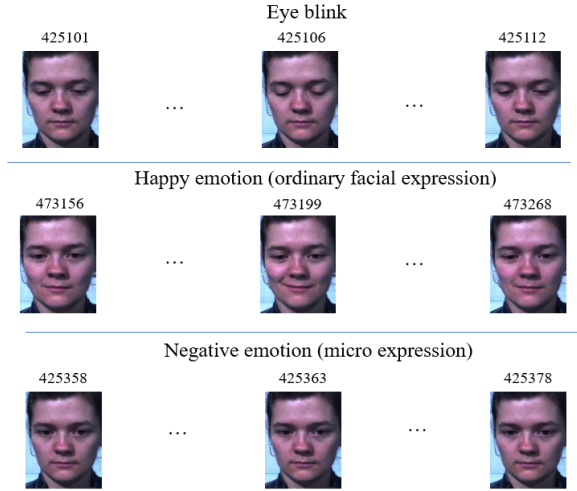 Eye blink
425101 425106 425112
... ...
Happy emotion (ordinary facial expression)
473156 473199 473268
... ...
Negative emotion (micro expression)
425358 425363 425378
... ...